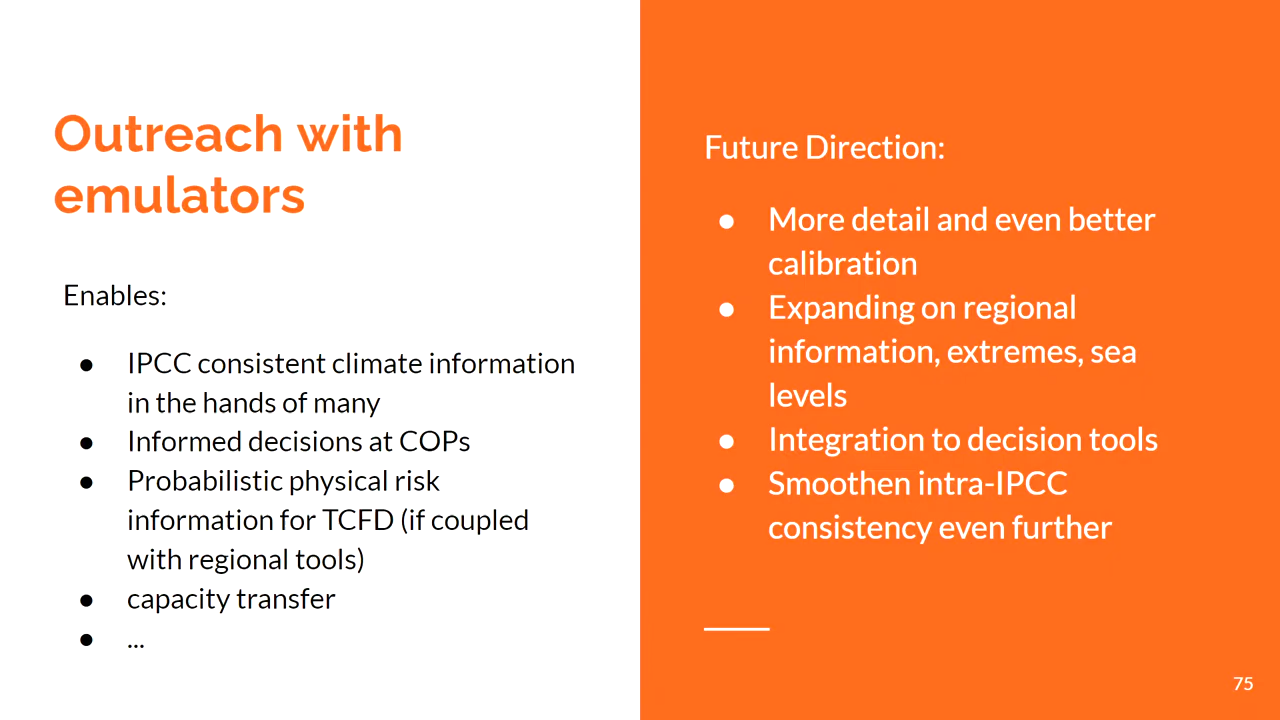 Outreach with
emulators
Enables:
● IPCC consistent climate information
in the hands of many
● Informed decisions at COPs
● Probabilistic physical risk
information for TCFD (if coupled
with regional tools)
● capacity transfer
● ...
Future Direction:
● More detail and even better
calibration
● Expanding on regional
information, extremes, sea
levels
● Integration to decision tools
● Smoothen intra-IPCC
consistency even further
75